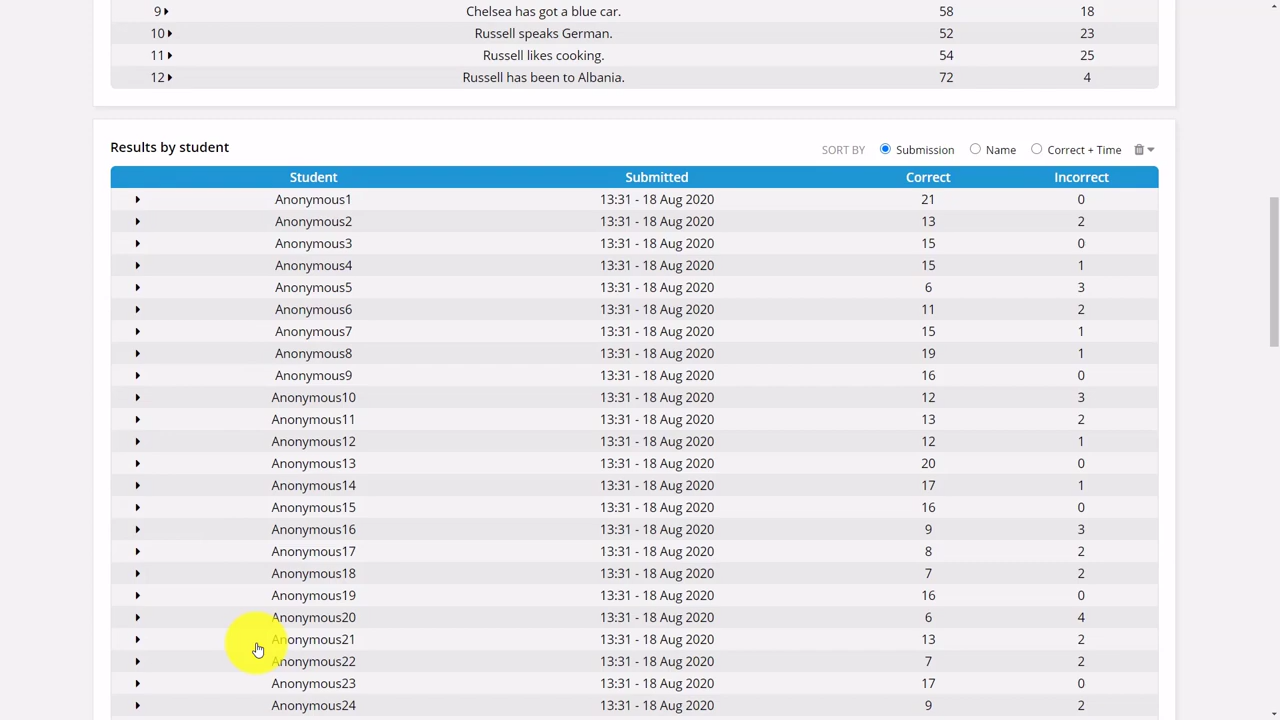 9 Chelsea has got a blue car. 58 18
10 Russell speaks German. 52 23
11 Russell likes cooking. 54 25
12 Russell has been to Albania. 72 4
Results by student SORT BY Submission Name Correct + Time
Student Submitted Correct Incorrect
Anonymous1 13:31 - 18 Aug 2020 21 0
Anonymous2 13:31 - 18 Aug 2020 13 2
Anonymous3 13:31 - 18 Aug 2020 15 0
Anonymous4 13:31 - 18 Aug 2020 15 1
Anonymous5 13:31 - 18 Aug 2020 6 3
Anonymous6 13:31 - 18 Aug 2020 11 2
Anonymous7 13:31 - 18 Aug 2020 15 1
Anonymous8 13:31 - 18 Aug 2020 19 1
Anonymous9 13:31 - 18 Aug 2020 16 0
Anonymous10 13:31 - 18 Aug 2020 12 3
Anonymous11 13:31 - 18 Aug 2020 13 2
Anonymous12 13:31 - 18 Aug 2020 12 1
Anonymous13 13:31 - 18 Aug 2020 20 0
Anonymous14 13:31 - 18 Aug 2020 17 1
Anonymous15 13:31 - 18 Aug 2020 16 0
Anonymous16 13:31 - 18 Aug 2020 9 3
Anonymous17 13:31 - 18 Aug 2020 8 2
Anonymous18 13:31 - 18 Aug 2020 7 2
Anonymous19 13:31 - 18 Aug 2020 16 0
Anonymous20 13:31 - 18 Aug 2020 6 4
Anonymous21 13:31 - 18 Aug 2020 13 2
Anonymous22 13:31 - 18 Aug 2020 7 2
Anonymous23 13:31 - 18 Aug 2020 17 0
Anonymous24 13:31 - 18 Aug 2020 9 2